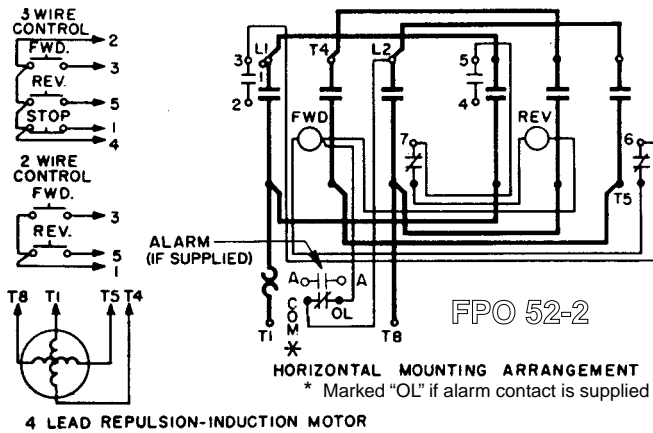 3 WIRE
CONTROL
FWD.
2
3
REV.
5
STOP
1
4
2 WIRE
CONTROL
FWD.
3
REV.
5
1
T8 T1 T5 T4
4 LEAD REPULSION-INDUCTION MOTOR
3 L1 T4 L2 5
1
2 4
FWD 7 REV 6
T5
ALARM
(IF SUPPLIED)
A A
COM OL
*
T1 T8
FPO 52-2
HORIZONTAL MOUNTING ARRANGEMENT
* Marked “OL” if alarm contact is supplied